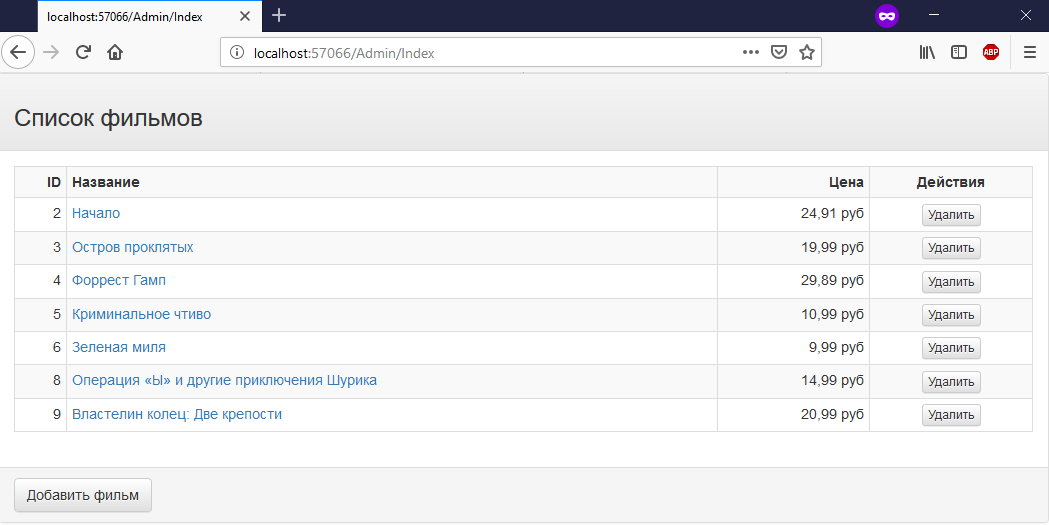 localhost:57066/Admin/Index
localhost:57066/Admin/Index
ABP
Список фильмов
ID Название Цена Действия
2 Начало 24,91 руб Удалить
3 Остров проклятых 19,99 руб Удалить
4 Форрест Гамп 29,89 руб Удалить
5 Криминальное чтиво 10,99 руб Удалить
6 Зеленая миля 9,99 руб Удалить
8 Операция «Ы» и другие приключения Шурика 14,99 руб Удалить
9 Властелин колец: Две крепости 20,99 руб Удалить
Добавить фильм